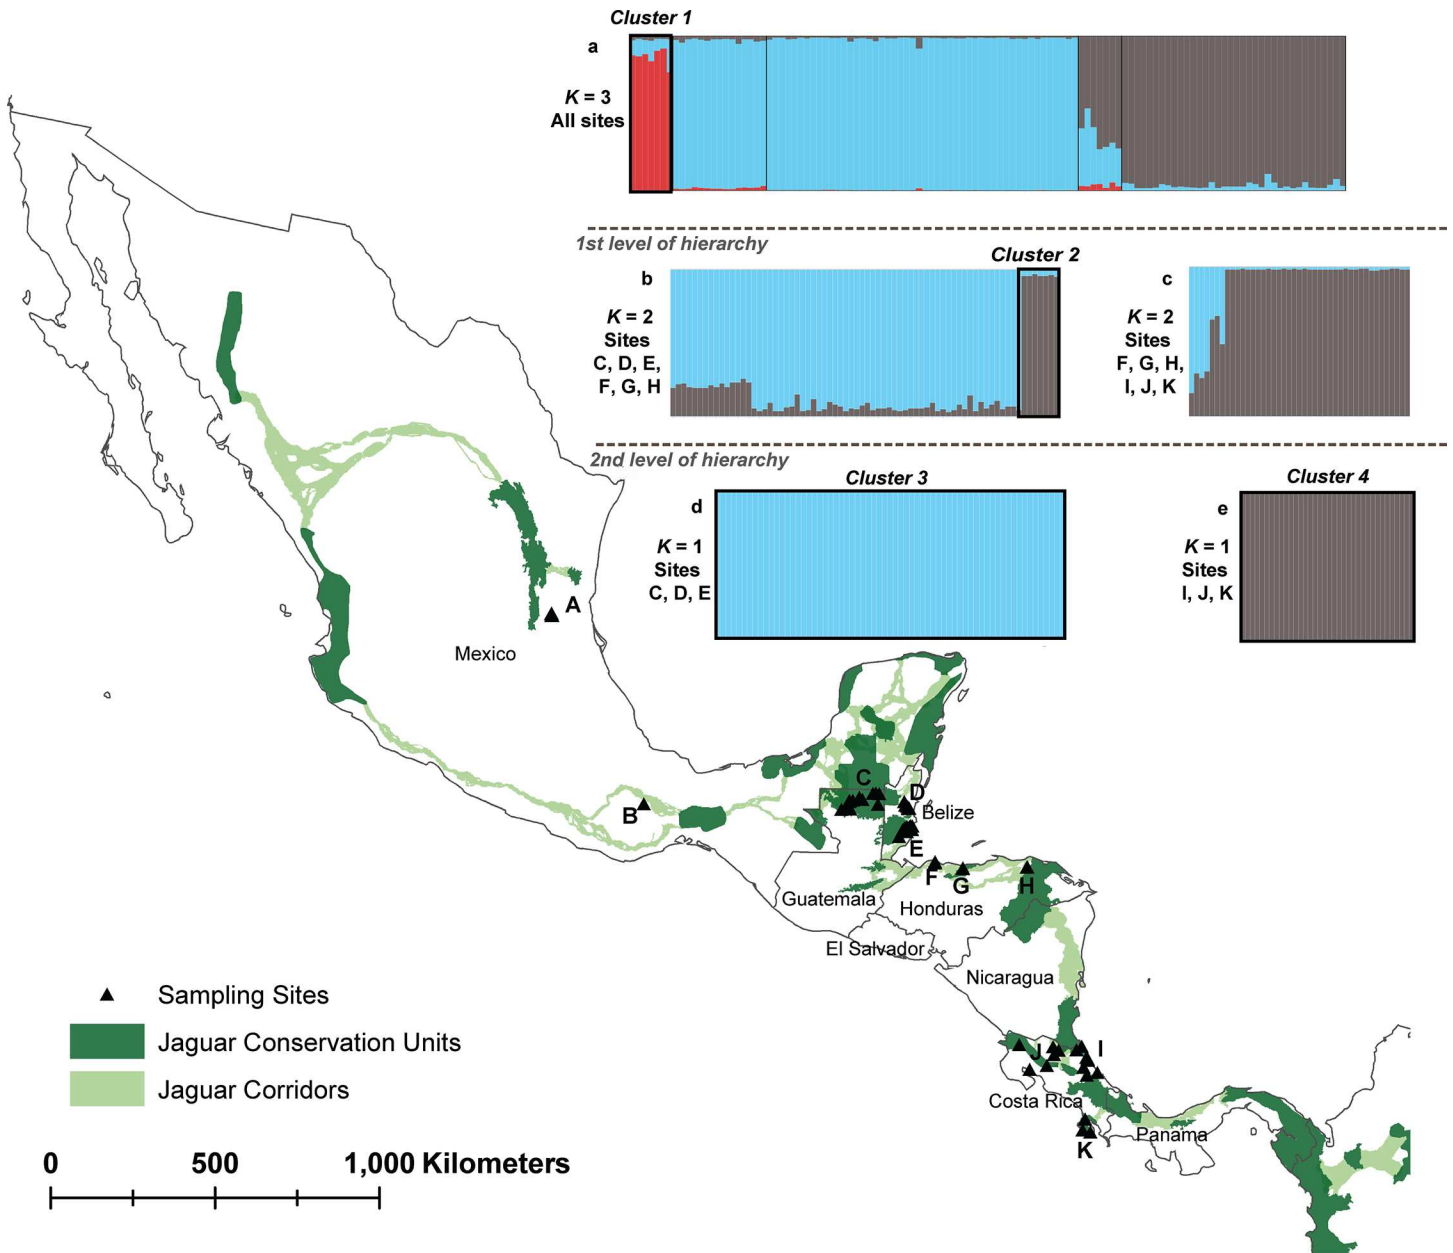 Cluster 1
a
K = 3
All sites
1st level of hierarchy
Cluster 2
b
K = 2
Sites
C, D, E,
F, G, H
c
K = 2
Sites
F, G, H,
I, J, K
2nd level of hierarchy
Cluster 3
d
K = 1
Sites
C, D, E
Cluster 4
e
K = 1
Sites
I, J, K
A
Mexico
B
C
D
Belize
E
F
G
H
Guatemala
Honduras
El Salvador
Nicaragua
J
I
Costa Rica
Panama
K
Sampling Sites
Jaguar Conservation Units
Jaguar Corridors
0 500 1,000 Kilometers